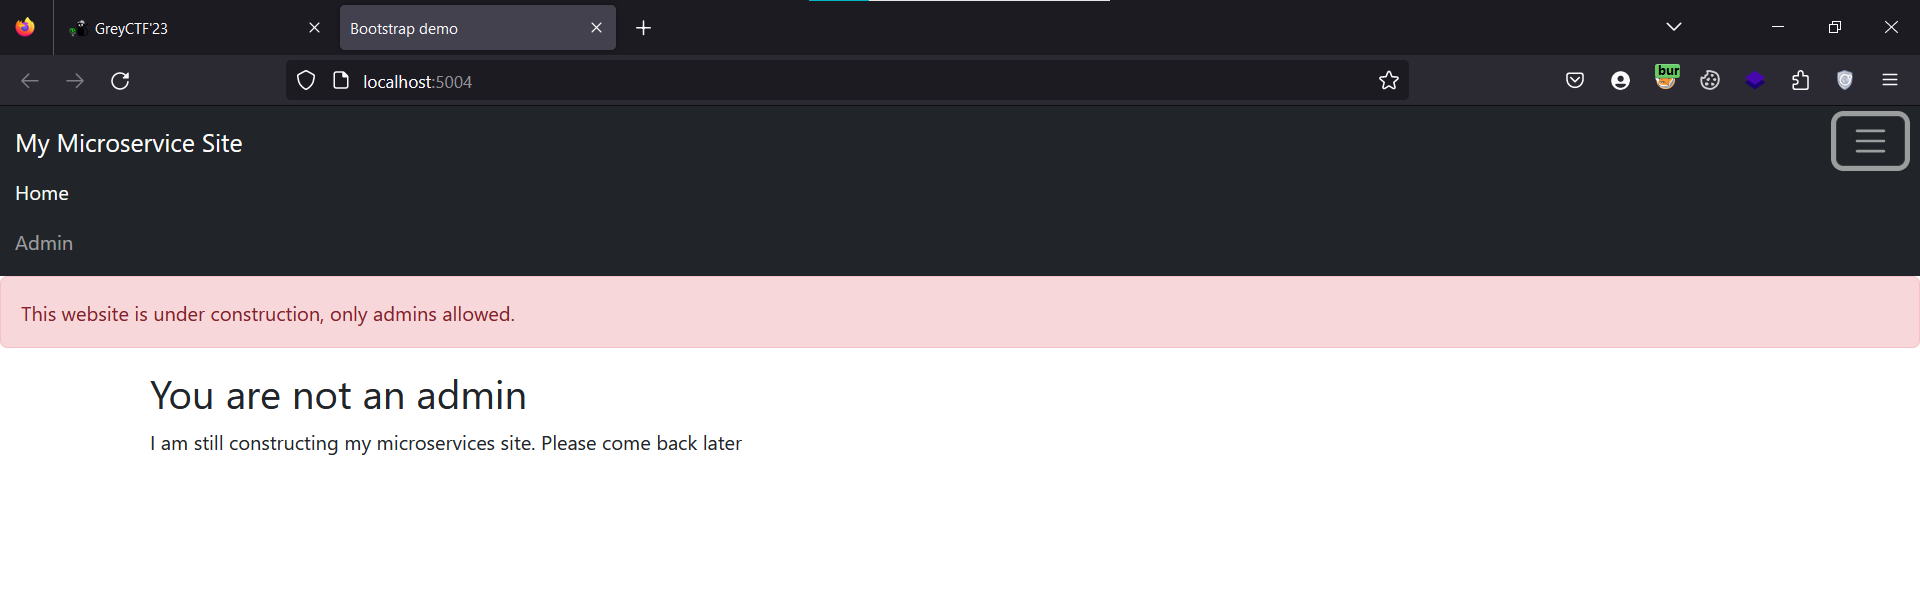 GreyCTF'23
Bootstrap demo
localhost:5004
bur
My Microservice Site
Home
Admin
This website is under construction, only admins allowed.
You are not an admin
I am still constructing my microservices site. Please come back later